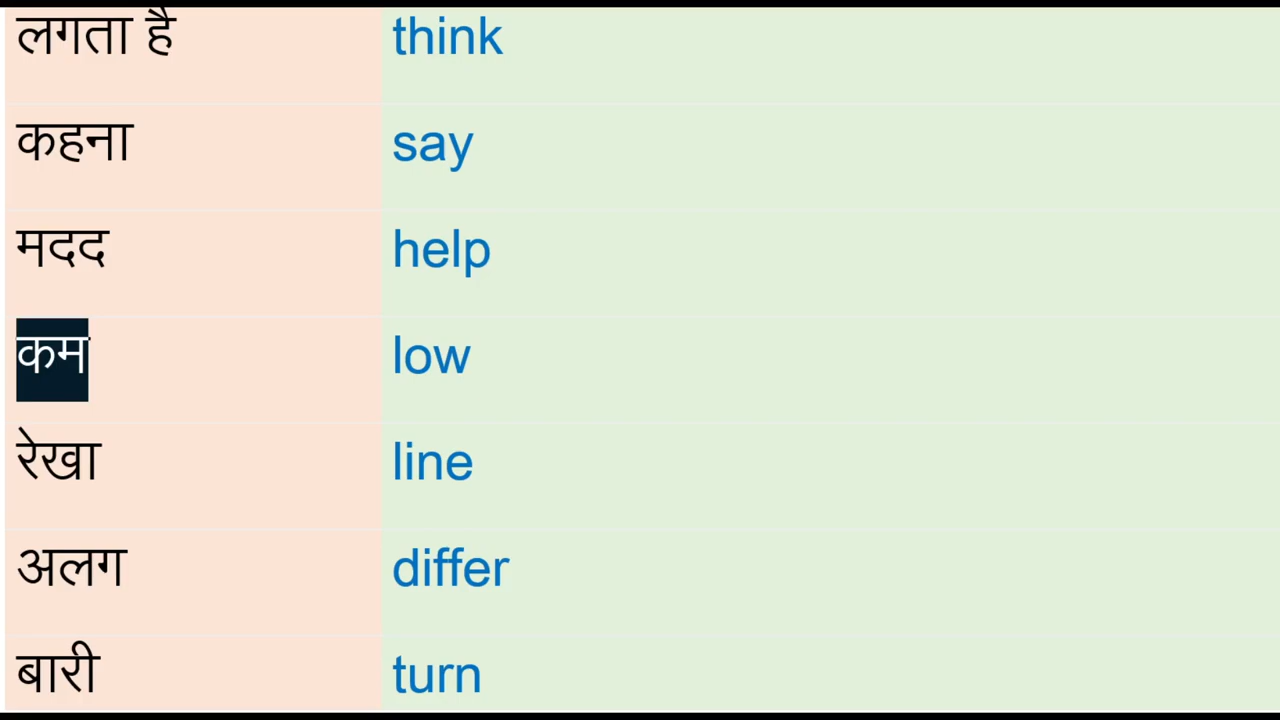 लगता है think
कहना say
मदद help
कम low
रेखा line
अलग differ
बारी turn